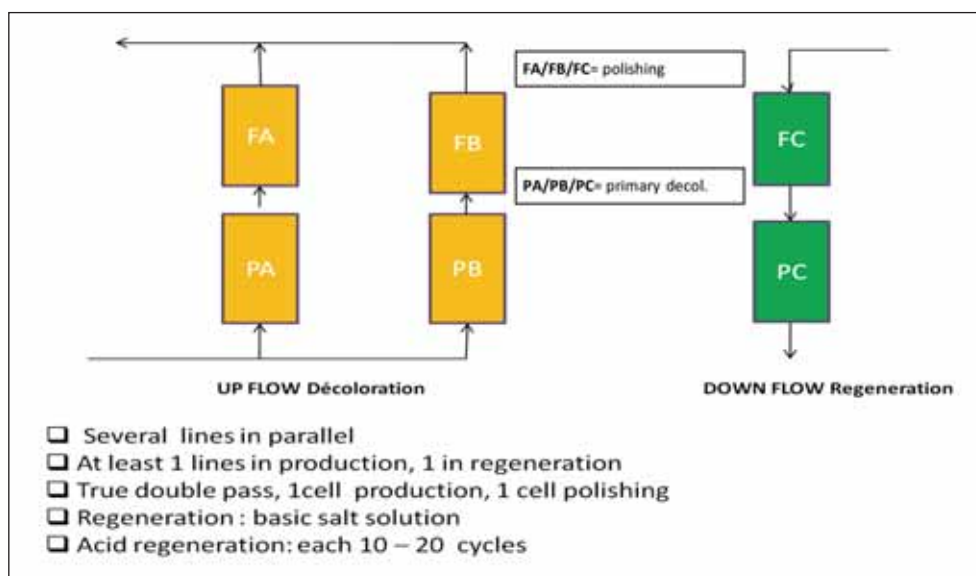 FA/FB/FC= polishing
FA
FB
FC
PA/PB/PC= primary decol.
PA
PB
PC
UP FLOW Décoloration
DOWN FLOW Regeneration
❑ Several lines in parallel
❑ At least 1 lines in production, 1 in regeneration
❑ True double pass, 1cell production, 1 cell polishing
❑ Regeneration : basic salt solution
❑ Acid regeneration: each 10 – 20 cycles